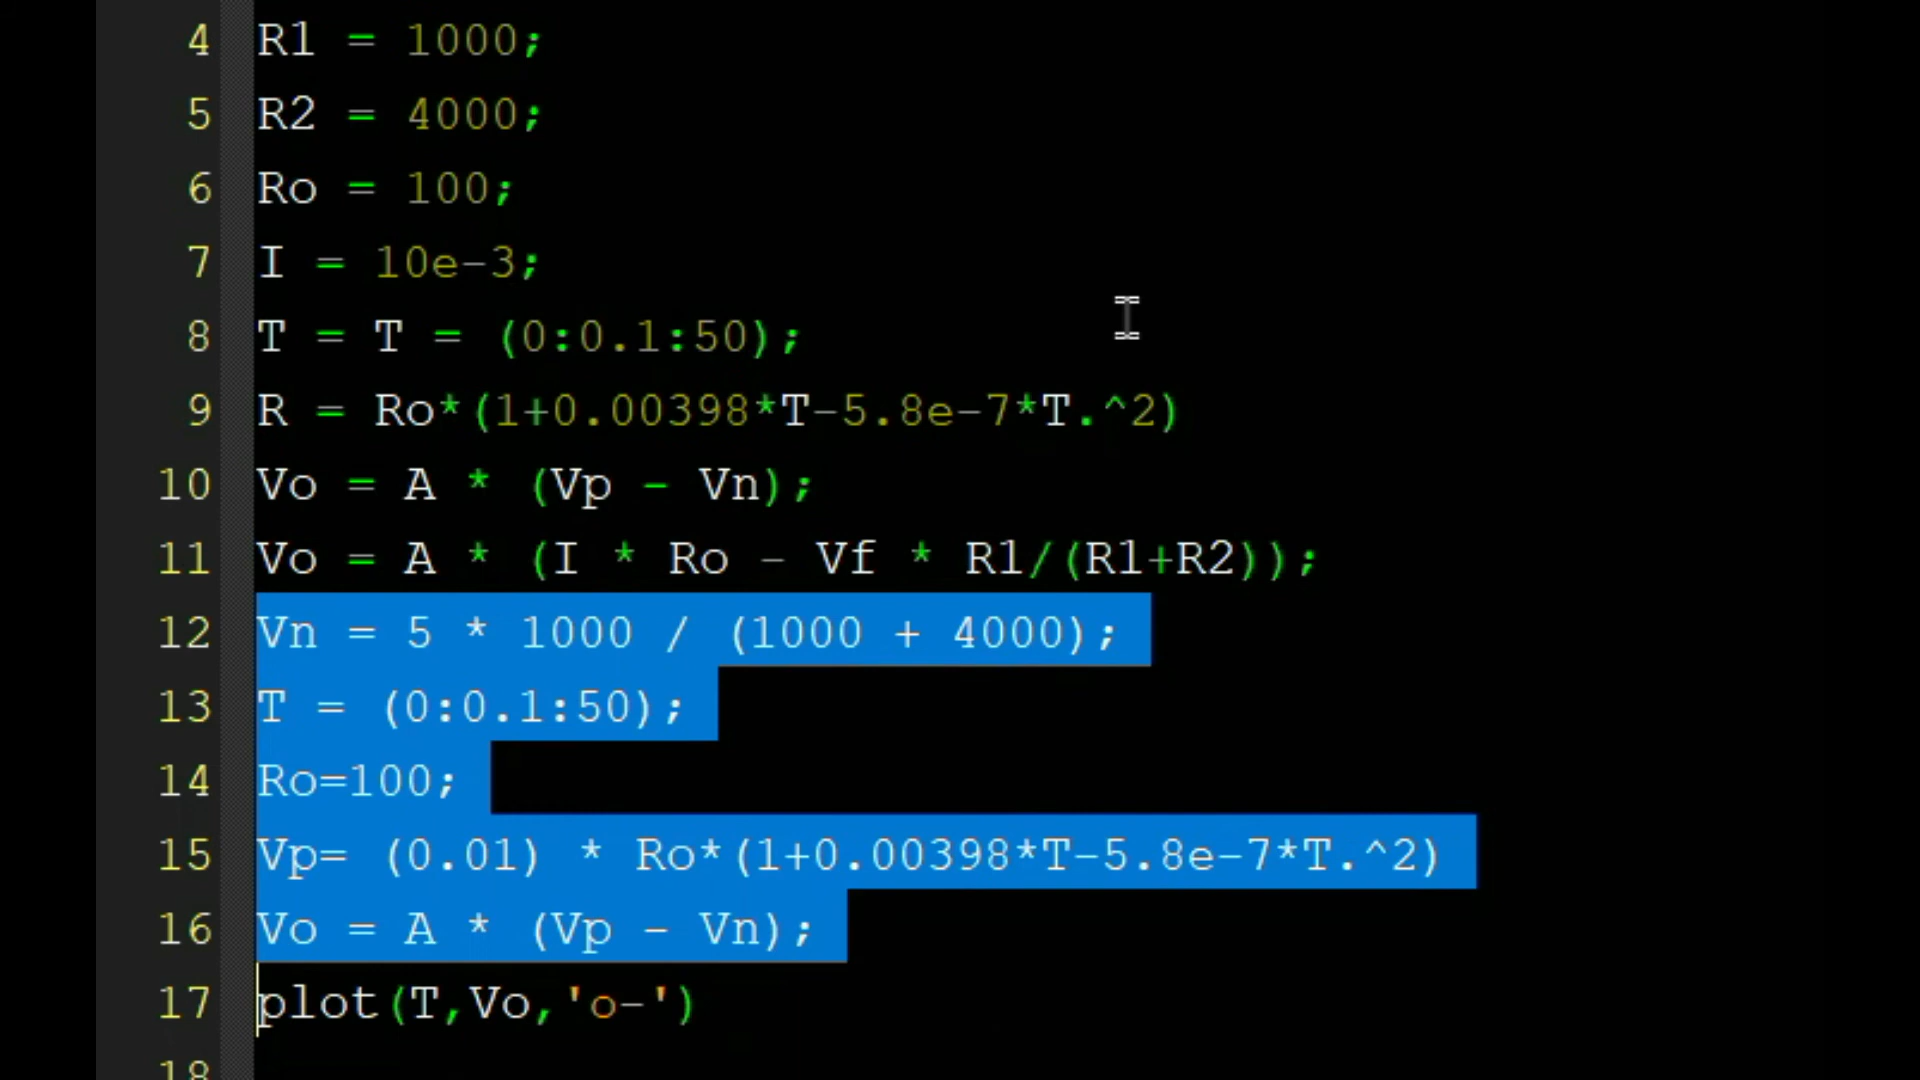 4 R1 = 1000;
5 R2 = 4000;
6 Ro = 100;
7 I = 10e-3;
8 T = T = (0:0.1:50);
9 R = Ro*(1+0.00398*T-5.8e-7*T.^2)
10 Vo = A * (Vp - Vn);
11 Vo = A * (I * Ro - Vf * R1/(R1+R2));
12 Vn = 5 * 1000 / (1000 + 4000);
13 T = (0:0.1:50);
14 Ro=100;
15 Vp= (0.01) * Ro*(1+0.00398*T-5.8e-7*T.^2)
16 Vo = A * (Vp - Vn);
17 plot(T,Vo,'o-')
18